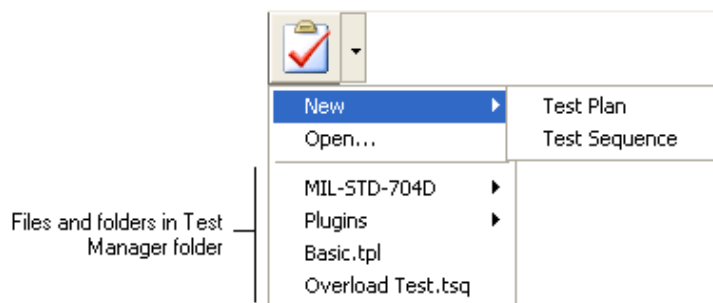 New
Test Plan
Open...
Test Sequence
Files and folders in Test
Manager folder
MIL-STD-704D
Plugins
Basic.tpl
Overload Test.tsq